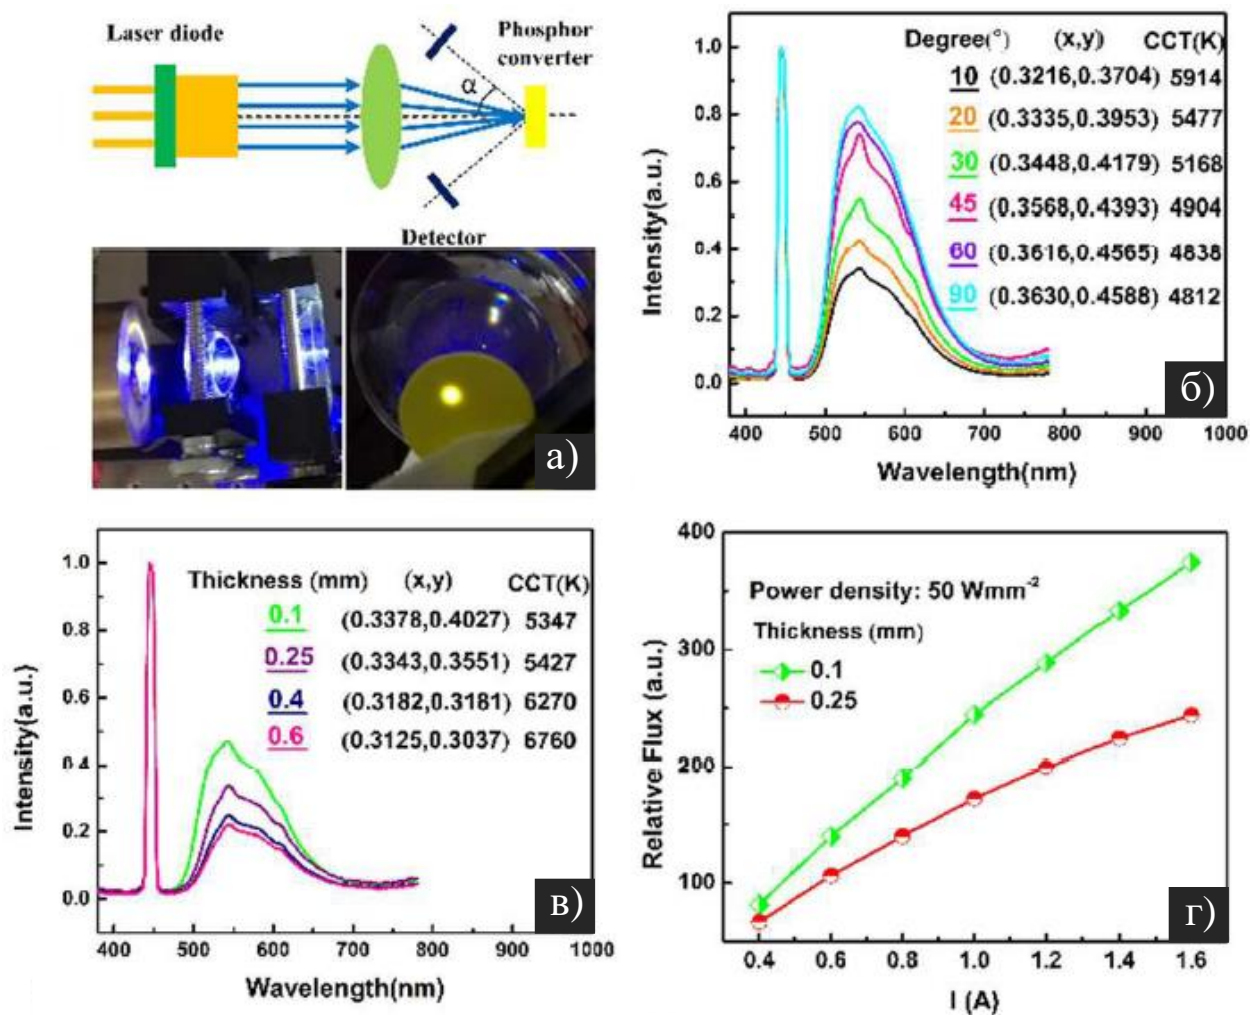 Laser diode
Phosphor
converter
α
Detector
а)
Degree(°) (x,y) CCT(K)
10 (0.3216,0.3704) 5914
20 (0.3335,0.3953) 5477
30 (0.3448,0.4179) 5168
45 (0.3568,0.4393) 4904
60 (0.3616,0.4565) 4838
90 (0.3630,0.4588) 4812
Intensity(a.u.)
1.0
0.8
0.6
0.4
0.2
0.0
400 500 600 700 800 900 1000
Wavelength(nm)
б)
Thickness (mm) (x,y) CCT(K)
0.1 (0.3378,0.4027) 5347
0.25 (0.3343,0.3551) 5427
0.4 (0.3182,0.3181) 6270
0.6 (0.3125,0.3037) 6760
Intensity(a.u.)
1.0
0.8
0.6
0.4
0.2
0.0
400 500 600 700 800 900 1000
Wavelength(nm)
в)
Power density: 50 Wmm⁻²
Thickness (mm)
0.1
0.25
Relative Flux (a.u.)
400
300
200
100
0.4 0.6 0.8 1.0 1.2 1.4 1.6
I (A)
г)